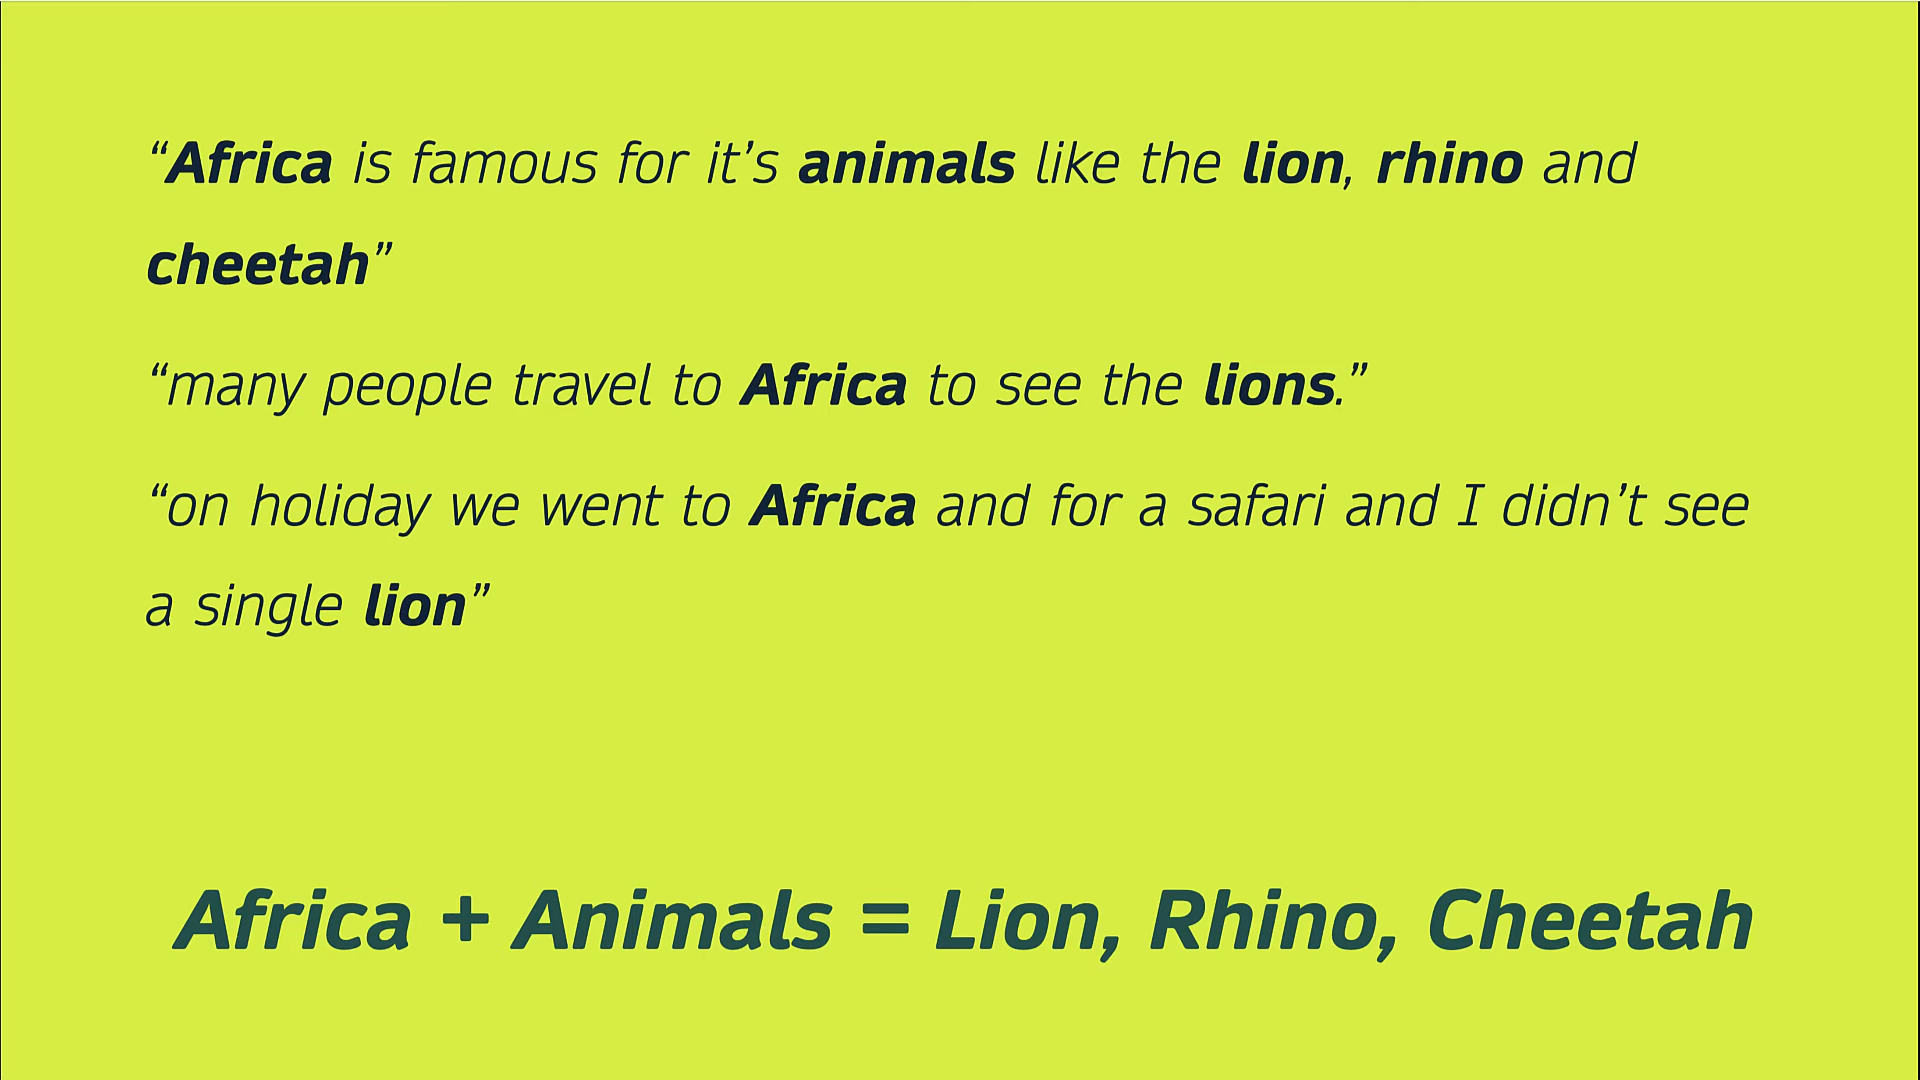 “Africa is famous for it’s animals like the lion, rhino and
cheetah”
“many people travel to Africa to see the lions.”
“on holiday we went to Africa and for a safari and I didn’t see
a single lion”
Africa + Animals = Lion, Rhino, Cheetah